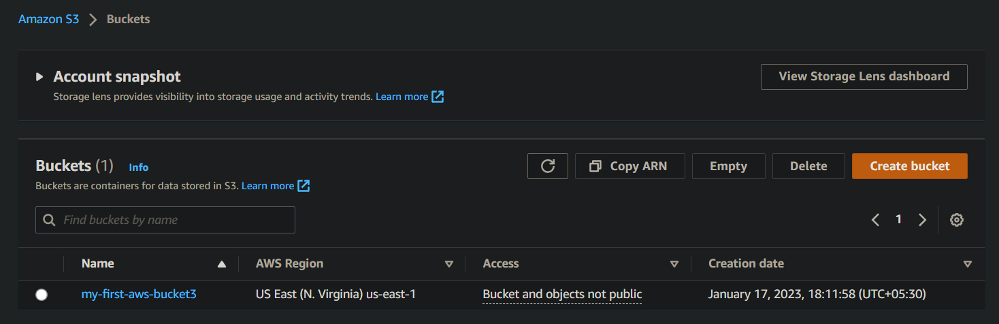 Amazon S3 Buckets
Account snapshot
View Storage Lens dashboard
Storage lens provides visibility into storage usage and activity trends. Learn more
Buckets (1) Info
Copy ARN Empty Delete Create bucket
Buckets are containers for data stored in S3. Learn more
Find buckets by name
1
Name AWS Region Access Creation date
my-first-aws-bucket3 US East (N. Virginia) us-east-1 Bucket and objects not public January 17, 2023, 18:11:58 (UTC+05:30)